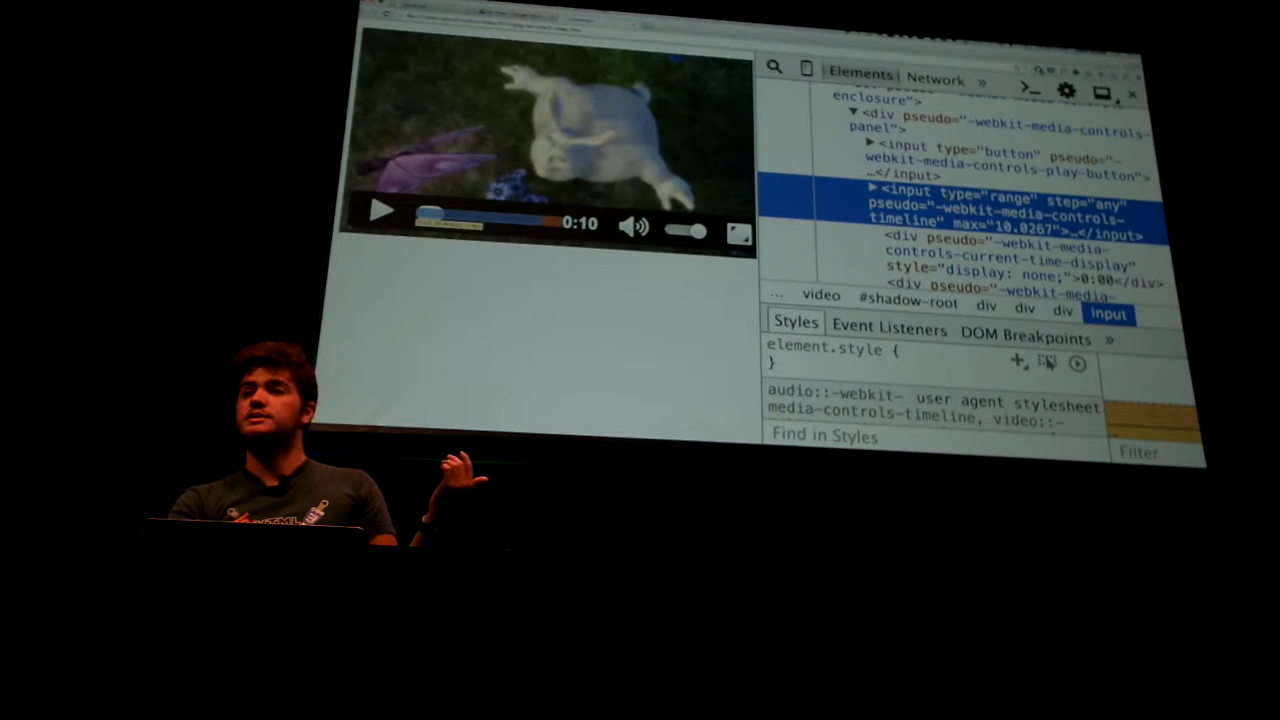 0:10
Elements Network »
enclosure">
▼<div pseudo="-webkit-media-controls-
panel">
▶<input type="button" pseudo="-
webkit-media-controls-play-button">
…</input>
▶<input type="range" step="any"
pseudo="-webkit-media-controls-
timeline" max="10.0267">…</input>
<div pseudo="-webkit-media-
controls-current-time-display"
style="display: none;">0:00</div>
<div pseudo="-webkit-media-
... video #shadow-root div div div input
Styles Event Listeners DOM Breakpoints »
element.style {
}
audio::-webkit- user agent stylesheet
media-controls-timeline, video::-
Find in Styles
Filter
HTML